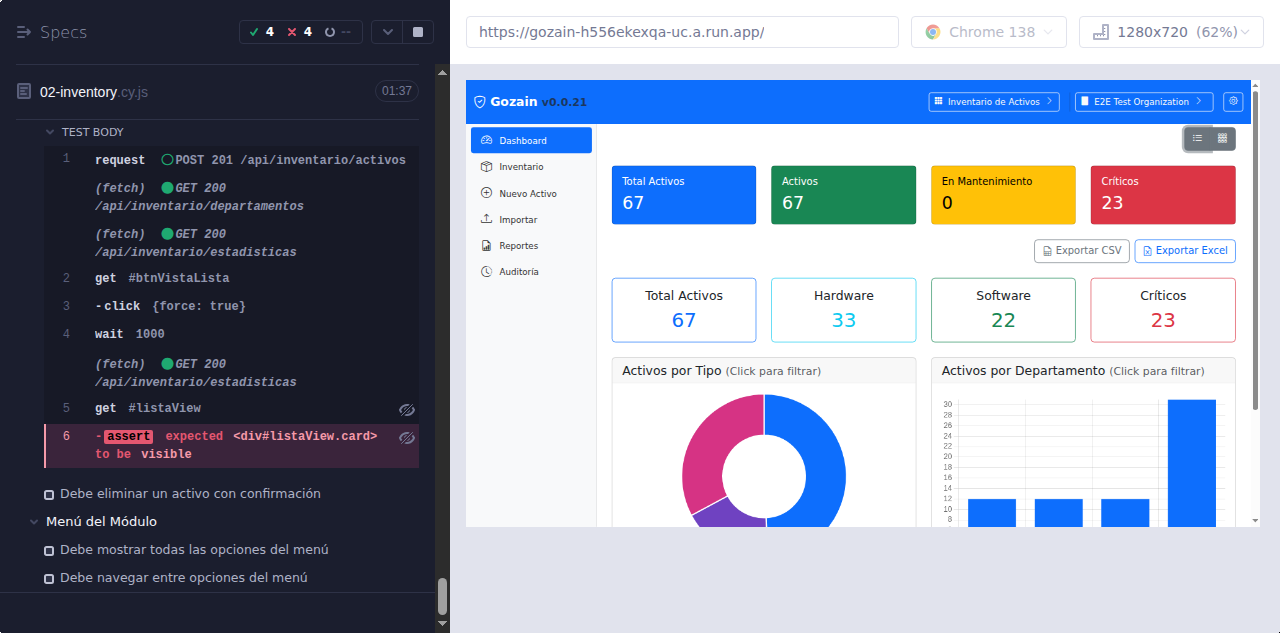 Specs
4
4
--
02-inventory.cy.js
01:37
TEST BODY
1 request POST 201 /api/inventario/activos
(fetch) GET 200
/api/inventario/departamentos
(fetch) GET 200
/api/inventario/estadisticas
2 get #btnVistaLista
3 -click {force: true}
4 wait 1000
(fetch) GET 200
/api/inventario/estadisticas
5 get #listaView
6 -assert expected <div#listaView.card>
to be visible
Debe eliminar un activo con confirmación
Menú del Módulo
Debe mostrar todas las opciones del menú
Debe navegar entre opciones del menú
https://gozain-h556ekexqa-uc.a.run.app/
Chrome 138
1280x720 (62%)
Gozain v0.0.21
Inventario de Activos
E2E Test Organization
Dashboard
Inventario
Nuevo Activo
Importar
Reportes
Auditoría
Total Activos
67
Activos
67
En Mantenimiento
0
Críticos
23
Exportar CSV
Exportar Excel
Total Activos
67
Hardware
33
Software
22
Críticos
23
Activos por Tipo (Click para filtrar)
Activos por Departamento (Click para filtrar)
30
28
26
24
22
20
18
16
14
12
10
8